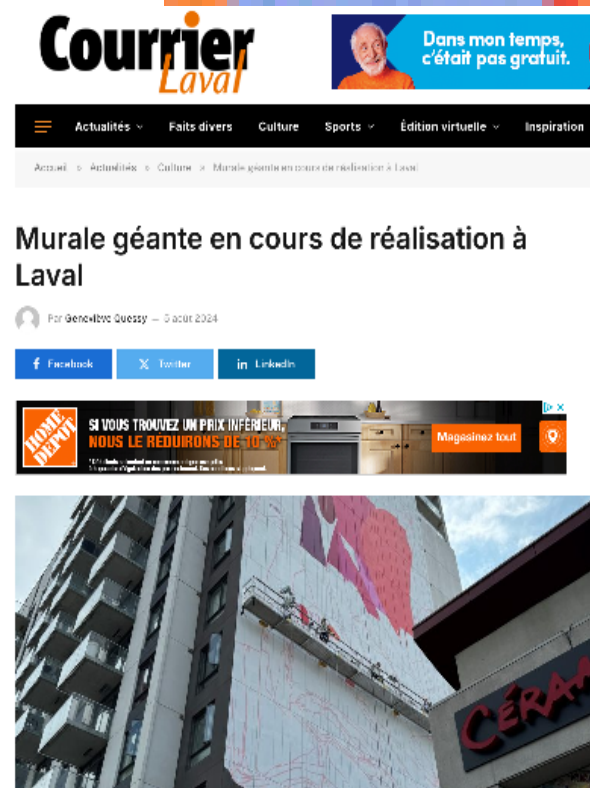 Courrier
Laval
Dans mon temps,
c'était pas gratuit.
Actualités
Faits divers
Culture
Sports
Édition virtuelle
Inspiration
Accueil » Actualités » Culture » Murale géante en cours de réalisation à Laval
Murale géante en cours de réalisation à
Laval
Par Geneviève Quessy — 5 août 2024
Facebook
Twitter
LinkedIn
THE HOME DEPOT
SI VOUS TROUVEZ UN PRIX INFÉRIEUR,
NOUS LE RÉDUIRONS DE 10 %*
Magasinez tout
CÉRAM